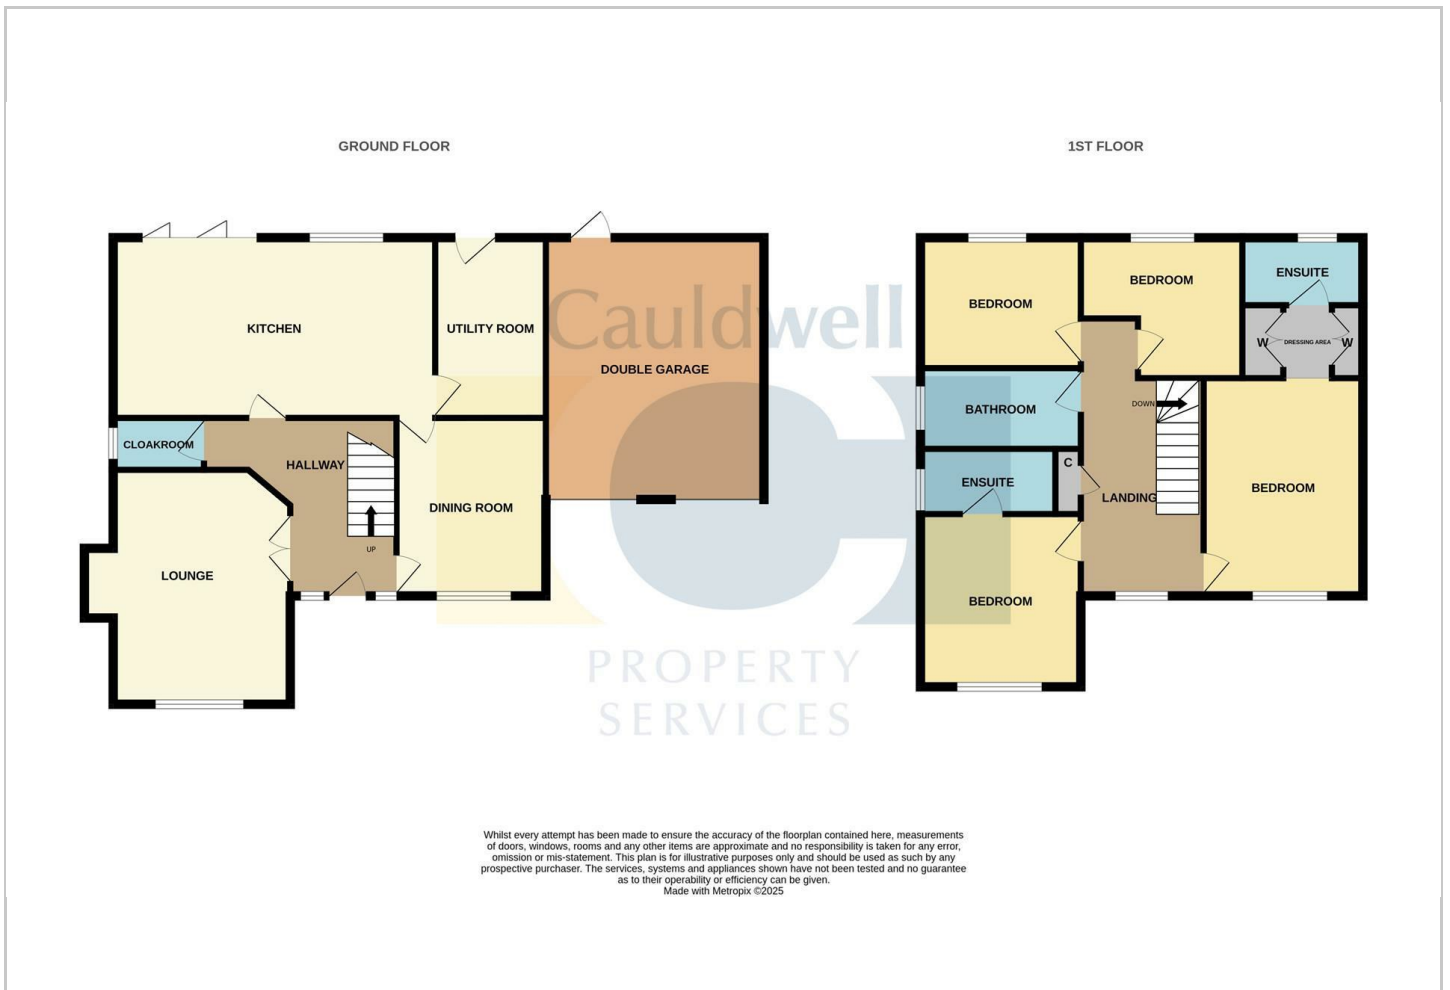 GROUND FLOOR
1ST FLOOR
KITCHEN
UTILITY ROOM
DOUBLE GARAGE
CLOAKROOM
HALLWAY
UP
LOUNGE
DINING ROOM
BEDROOM
BEDROOM
ENSUITE
W
DRESSING AREA
W
BATHROOM
DOWN
C
ENSUITE
LANDING
BEDROOM
BEDROOM
Cauldwell
PROPERTY
SERVICES
Whilst every attempt has been made to ensure the accuracy of the floorplan contained here, measurements
of doors, windows, rooms and any other items are approximate and no responsibility is taken for any error,
omission or mis-statement. This plan is for illustrative purposes only and should be used as such by any
prospective purchaser. The services, systems and appliances shown have not been tested and no guarantee
as to their operability or efficiency can be given.
Made with Metropix ©2025